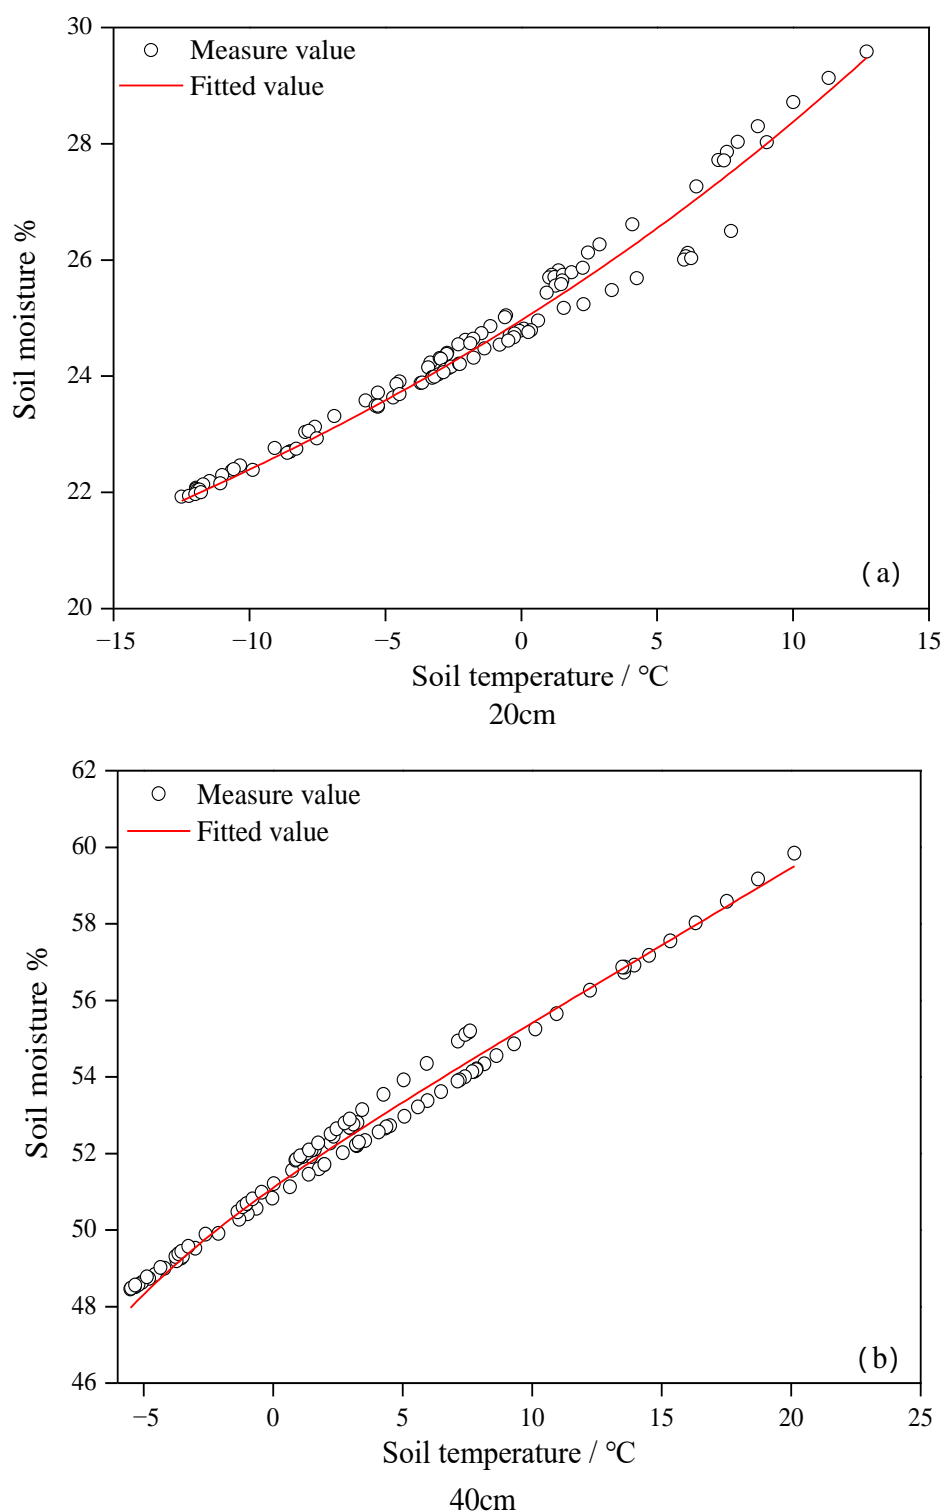 30
Measure value
Fitted value
28
26
Soil moisture %
24
22
(a)
20
−15 −10 −5 0 5 10 15
Soil temperature / °C
20cm
62
Measure value
Fitted value
60
58
56
Soil moisture %
54
52
50
48
(b)
46
−5 0 5 10 15 20 25
Soil temperature / °C
40cm